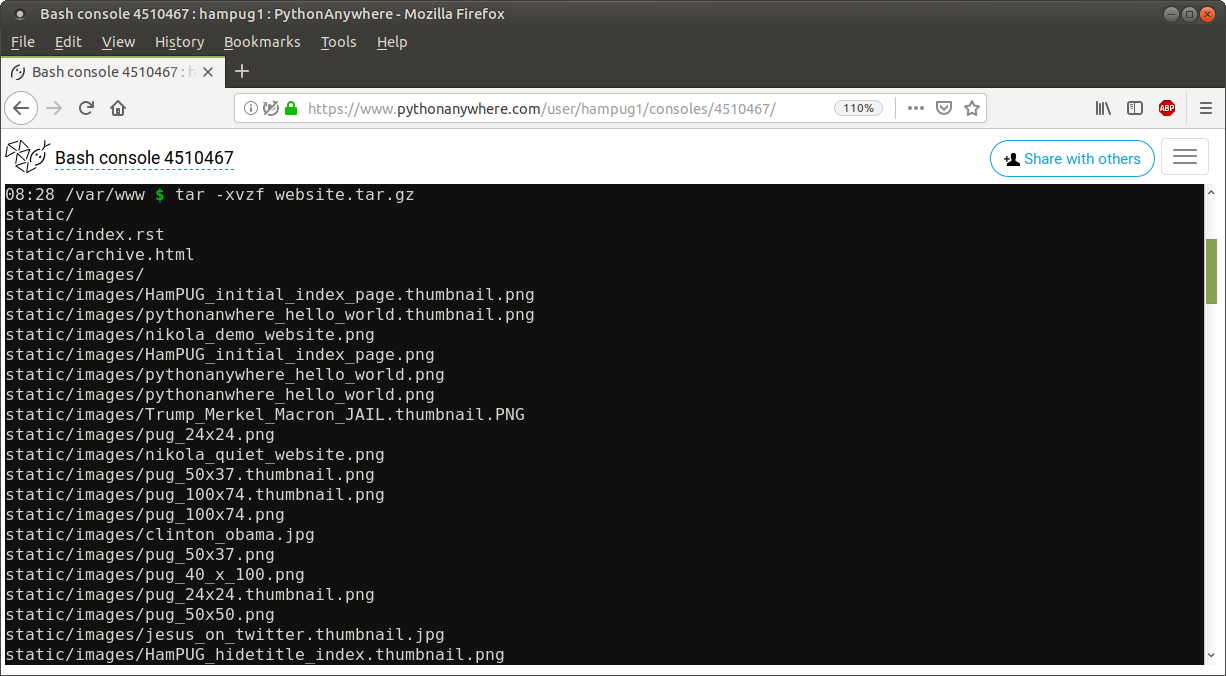 Bash console 4510467 : hampug1 : PythonAnywhere - Mozilla Firefox
File Edit View History Bookmarks Tools Help
Bash console 4510467 : h
https://www.pythonanywhere.com/user/hampug1/consoles/4510467/ 110% ABP
Bash console 4510467 Share with others
08:28 /var/www $ tar -xvzf website.tar.gz
static/
static/index.rst
static/archive.html
static/images/
static/images/HamPUG_initial_index_page.thumbnail.png
static/images/pythonanwhere_hello_world.thumbnail.png
static/images/nikola_demo_website.png
static/images/HamPUG_initial_index_page.png
static/images/pythonanywhere_hello_world.png
static/images/pythonanwhere_hello_world.png
static/images/Trump_Merkel_Macron_JAIL.thumbnail.PNG
static/images/pug_24x24.png
static/images/nikola_quiet_website.png
static/images/pug_50x37.thumbnail.png
static/images/pug_100x74.thumbnail.png
static/images/pug_100x74.png
static/images/clinton_obama.jpg
static/images/pug_50x37.png
static/images/pug_40_x_100.png
static/images/pug_24x24.thumbnail.png
static/images/pug_50x50.png
static/images/jesus_on_twitter.thumbnail.jpg
static/images/HamPUG_hidetitle_index.thumbnail.png